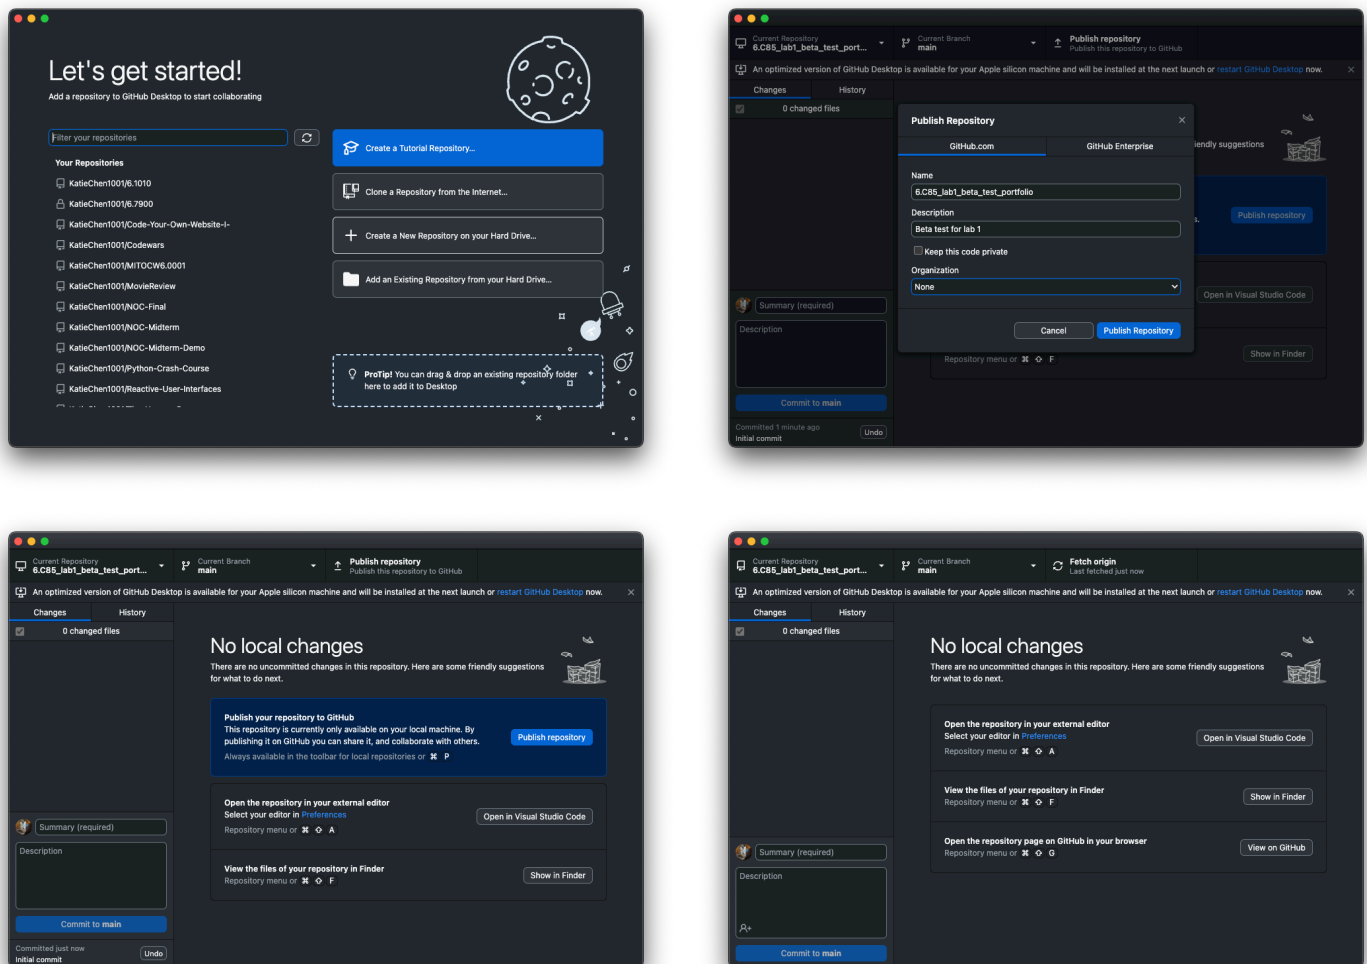 Let's get started!
Add a repository to GitHub Desktop to start collaborating
Filter your repositories
Your Repositories
KatieChen1001/6.1010
KatieChen1001/6.7900
KatieChen1001/Code-Your-Own-Website-I-
KatieChen1001/Codewars
KatieChen1001/MITOCW6.0001
KatieChen1001/MovieReview
KatieChen1001/NOC-Final
KatieChen1001/NOC-Midterm
KatieChen1001/NOC-Midterm-Demo
KatieChen1001/Python-Crash-Course
KatieChen1001/Reactive-User-Interfaces
Create a Tutorial Repository...
Clone a Repository from the Internet...
Create a New Repository on your Hard Drive...
Add an Existing Repository from your Hard Drive...
ProTip! You can drag & drop an existing repository folder
here to add it to Desktop
Current Repository
6.C85_lab1_beta_test_port...
Current Branch
main
Publish repository
Publish this repository to GitHub
An optimized version of GitHub Desktop is available for your Apple silicon machine and will be installed at the next launch or restart GitHub Desktop now.
Changes
History
0 changed files
Publish Repository
GitHub.com
GitHub Enterprise
Name
6.C85_lab1_beta_test_portfolio
Description
Beta test for lab 1
Keep this code private
Organization
None
Cancel
Publish Repository
iendly suggestions
s.
Publish repository
Open in Visual Studio Code
Repository menu or ⌘ ⇧ F
Show in Finder
Summary (required)
Description
Commit to main
Committed 1 minute ago
Initial commit
Undo
Current Repository
6.C85_lab1_beta_test_port...
Current Branch
main
Publish repository
Publish this repository to GitHub
An optimized version of GitHub Desktop is available for your Apple silicon machine and will be installed at the next launch or restart GitHub Desktop now.
Changes
History
0 changed files
No local changes
There are no uncommitted changes in this repository. Here are some friendly suggestions
for what to do next.
Publish your repository to GitHub
This repository is currently only available on your local machine. By
publishing it on GitHub you can share it, and collaborate with others.
Always available in the toolbar for local repositories or ⌘ P
Publish repository
Open the repository in your external editor
Select your editor in Preferences
Repository menu or ⌘ ⇧ A
Open in Visual Studio Code
View the files of your repository in Finder
Repository menu or ⌘ ⇧ F
Show in Finder
Summary (required)
Description
Commit to main
Committed just now
Initial commit
Undo
Current Repository
6.C85_lab1_beta_test_port...
Current Branch
main
Fetch origin
Last fetched just now
An optimized version of GitHub Desktop is available for your Apple silicon machine and will be installed at the next launch or restart GitHub Desktop now.
Changes
History
0 changed files
No local changes
There are no uncommitted changes in this repository. Here are some friendly suggestions
for what to do next.
Open the repository in your external editor
Select your editor in Preferences
Repository menu or ⌘ ⇧ A
Open in Visual Studio Code
View the files of your repository in Finder
Repository menu or ⌘ ⇧ F
Show in Finder
Open the repository page on GitHub in your browser
Repository menu or ⌘ ⇧ G
View on GitHub
Summary (required)
Description
Commit to main